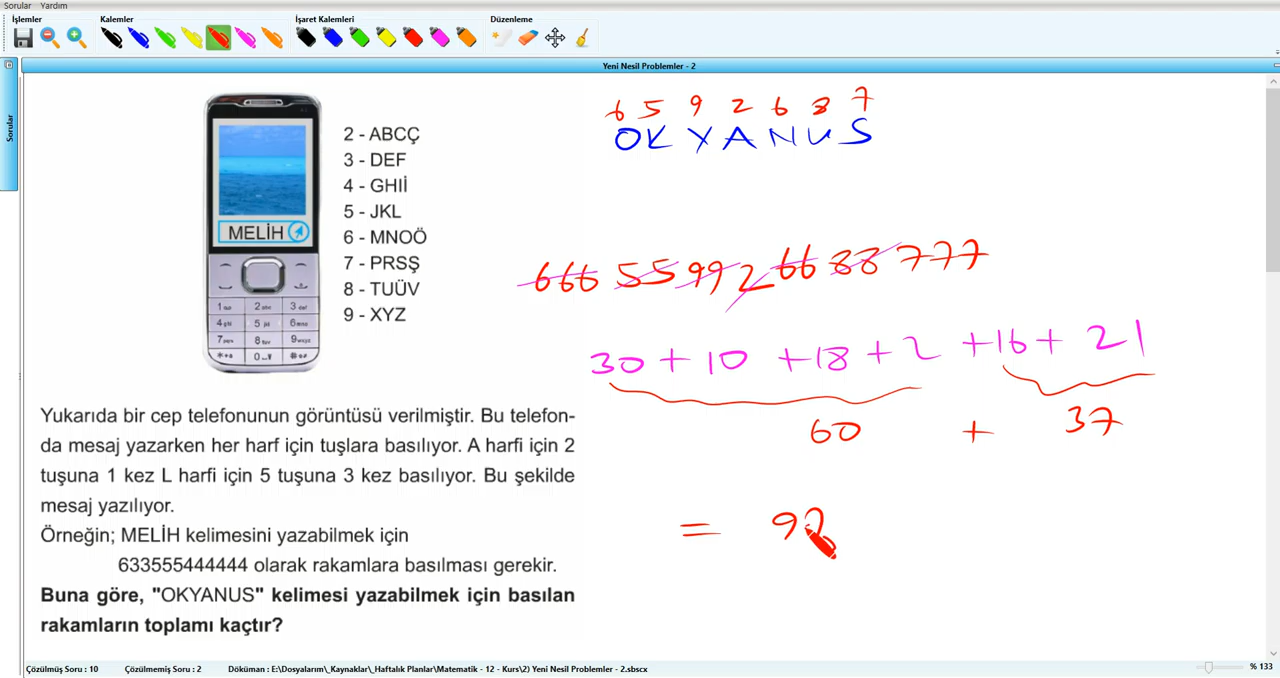 Sorular Yardım
İşlemler Kalemler İşaret Kalemleri Düzenleme
Yeni Nesil Problemler - 2
Sorular
6 5 9 2 6 8 7
OKYANUS
MELİH
2 - ABCÇ
3 - DEF
4 - GHIİ
5 - JKL
6 - MNOÖ
7 - PRSŞ
8 - TUÜV
9 - XYZ
666 55 99 2 66 88 777
30 + 10 + 18 + 2 + 16 + 21
60 + 37
= 9
Yukarıda bir cep telefonunun görüntüsü verilmiştir. Bu telefon-
da mesaj yazarken her harf için tuşlara basılıyor. A harfi için 2
tuşuna 1 kez L harfi için 5 tuşuna 3 kez basılıyor. Bu şekilde
mesaj yazılıyor.
Örneğin; MELİH kelimesini yazabilmek için
633555444444 olarak rakamlara basılması gerekir.
Buna göre, "OKYANUS" kelimesi yazabilmek için basılan
rakamların toplamı kaçtır?
Çözülmüş Soru : 10 Çözülmemiş Soru : 2 Döküman : E:\Dosyalarım\_Kaynaklar\_Haftalık Planlar\Matematik - 12 - Kurs\2) Yeni Nesil Problemler - 2.sbscx % 133